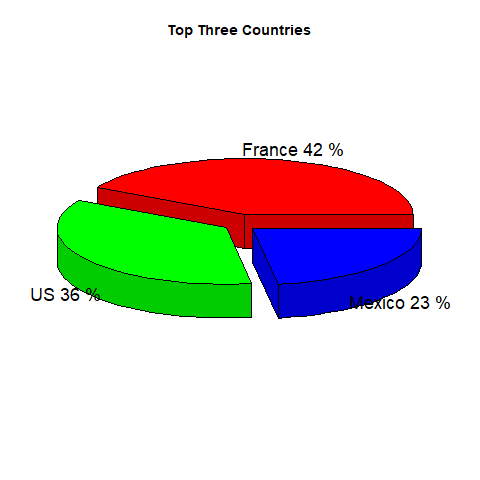 Top Three Countries
France 42 %
US 36 %
Mexico 23 %